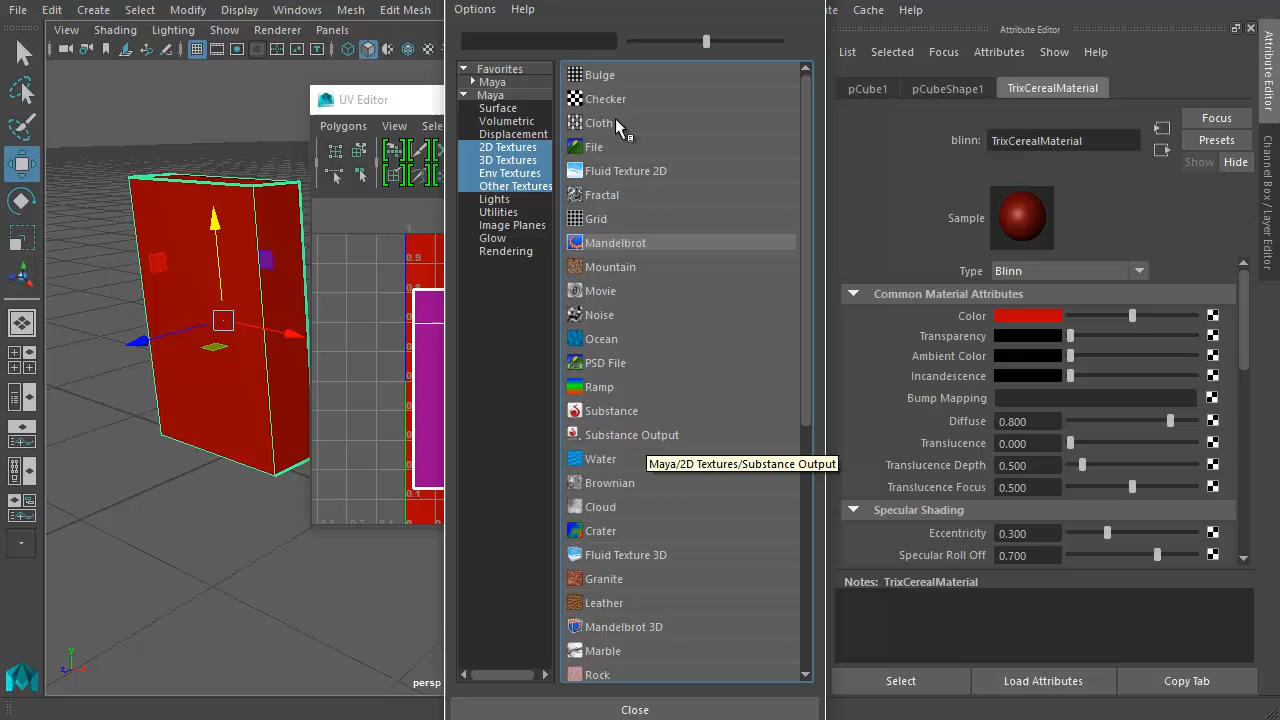 File Edit Create Select Modify Display Windows Mesh Edit Mesh
View Shading Lighting Show Renderer Panels
UV Editor
Polygons View Sele
1
0.9
0.1
persp
y
z
x
Options Help
Favorites
Maya
Maya
Surface
Volumetric
Displacement
2D Textures
3D Textures
Env Textures
Other Textures
Lights
Utilities
Image Planes
Glow
Rendering
Bulge
Checker
Cloth
File
Fluid Texture 2D
Fractal
Grid
Mandelbrot
Mountain
Movie
Noise
Ocean
PSD File
Ramp
Substance
Substance Output
Water
Maya/2D Textures/Substance Output
Brownian
Cloud
Crater
Fluid Texture 3D
Granite
Leather
Mandelbrot 3D
Marble
Rock
Close
te Cache Help
Attribute Editor
List Selected Focus Attributes Show Help
pCube1 pCubeShape1 TrixCerealMaterial
Focus
blinn: TrixCerealMaterial
Presets
Show Hide
Sample
Type Blinn
Common Material Attributes
Color
Transparency
Ambient Color
Incandescence
Bump Mapping
Diffuse 0.800
Translucence 0.000
Translucence Depth 0.500
Translucence Focus 0.500
Specular Shading
Eccentricity 0.300
Specular Roll Off 0.700
Notes: TrixCerealMaterial
Select Load Attributes Copy Tab
Attribute Editor
Channel Box / Layer Editor